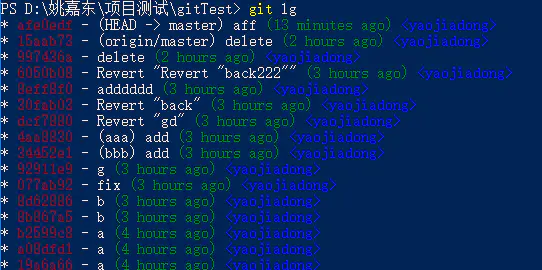 PS D:\姚嘉东\项目测试\gitTest> git lg
* afe0edf - (HEAD -> master) aff (13 minutes ago) <yaojiadong>
* 15aab73 - (origin/master) delete (2 hours ago) <yaojiadong>
* 997436a - delete (2 hours ago) <yaojiadong>
* 6050b08 - Revert "Revert "back222"" (3 hours ago) <yaojiadong>
* 8eff8f0 - addddddd (3 hours ago) <yaojiadong>
* 30fab03 - Revert "back" (3 hours ago) <yaojiadong>
* dcf7880 - Revert "gd" (3 hours ago) <yaojiadong>
* 4aa8830 - (aaa) add (3 hours ago) <yaojiadong>
* 34452e1 - (bbb) add (3 hours ago) <yaojiadong>
* 92911e9 - g (3 hours ago) <yaojiadong>
* 077ab92 - fix (3 hours ago) <yaojiadong>
* 8d62886 - b (3 hours ago) <yaojiadong>
* 8b867a5 - b (3 hours ago) <yaojiadong>
* b2599c8 - a (4 hours ago) <yaojiadong>
* a08dfd1 - a (4 hours ago) <yaojiadong>
* 19a6a66 - a (4 hours ago) <yaojiadong>